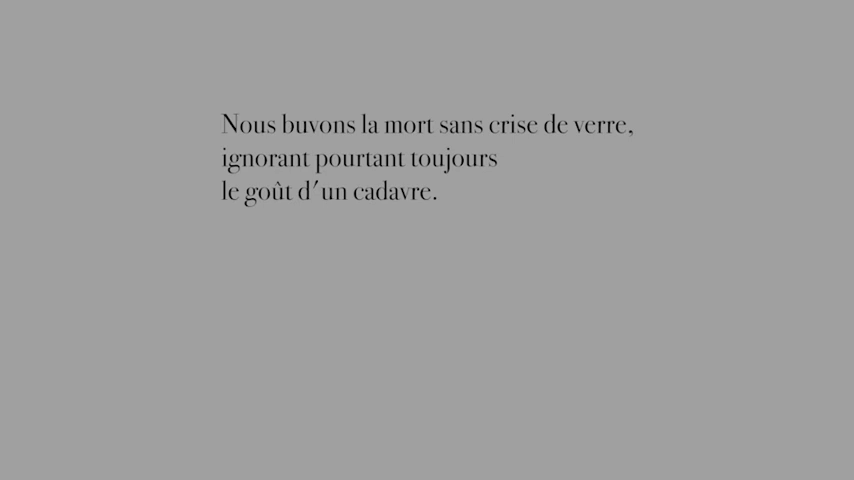 Nous buvons la mort sans crise de verre,
ignorant pourtant toujours
le goût d'un cadavre.